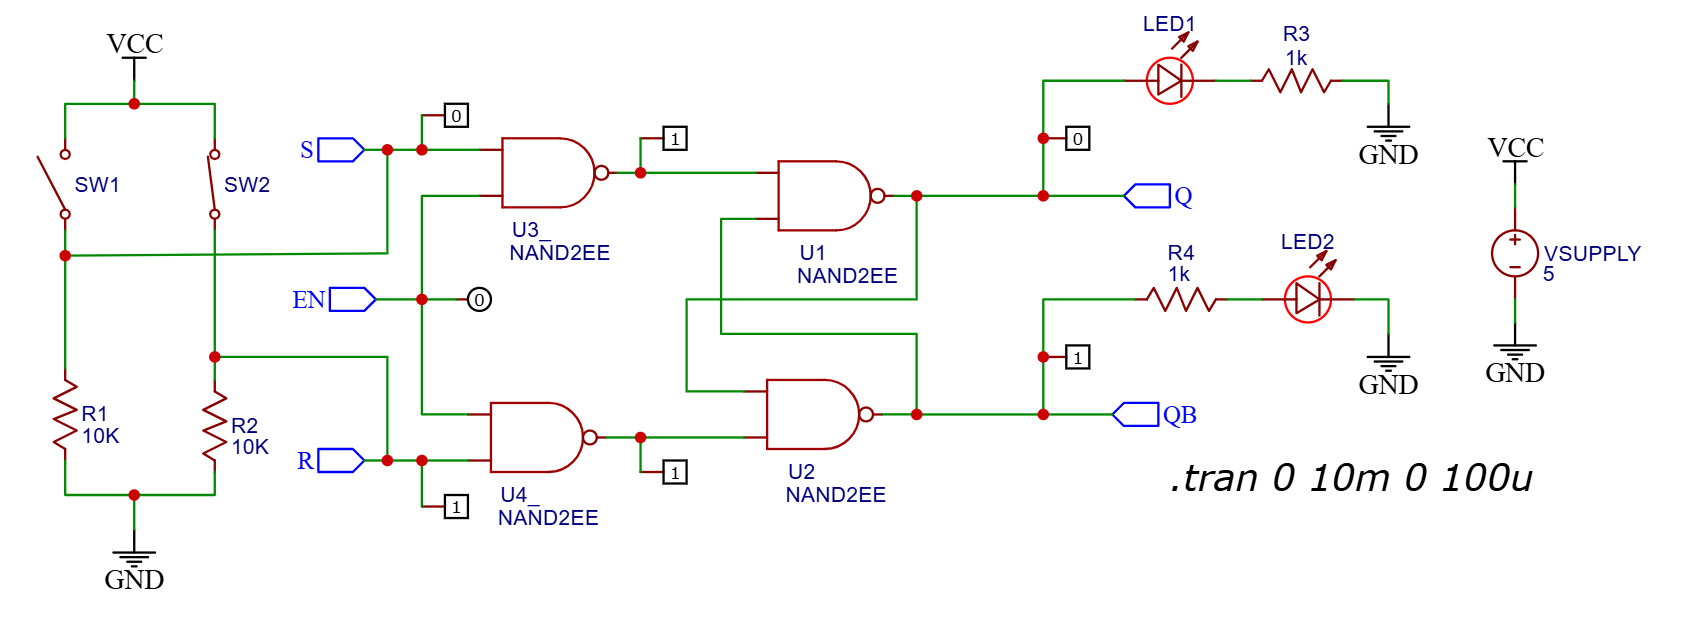 VCC
SW1
SW2
R1
10K
R2
10K
GND
S
0
EN
0
R
1
U3_
NAND2EE
1
U4_
NAND2EE
1
U1
NAND2EE
U2
NAND2EE
LED1
R3
1k
GND
0
Q
R4
1k
LED2
GND
1
QB
VCC
VSUPPLY
5
GND
.tran 0 10m 0 100u